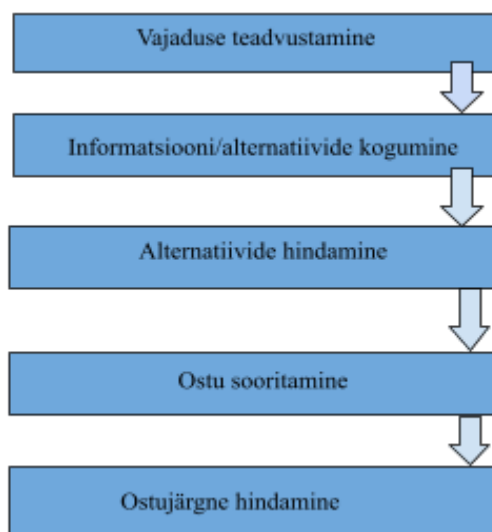 Vajaduse teadvustamine
Informatsiooni/alternatiivide kogumine
Alternatiivide hindamine
Ostu sooritamine
Ostujärgne hindamine